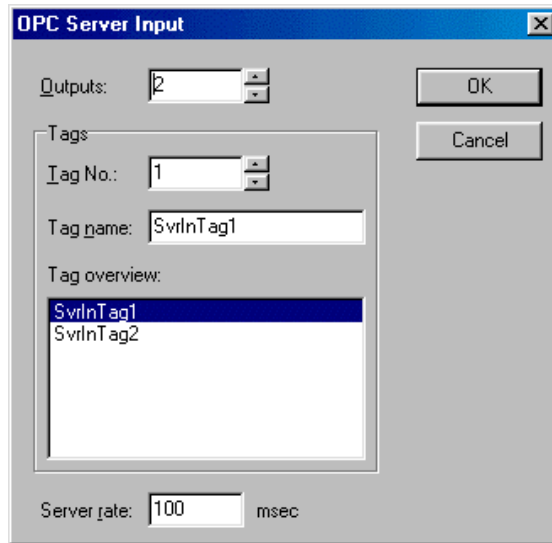 OPC Server Input
Outputs: 2
OK
Tags
Cancel
Tag No.: 1
Tag name: SvrInTag1
Tag overview:
SvrInTag1
SvrInTag2
Server rate: 100 msec